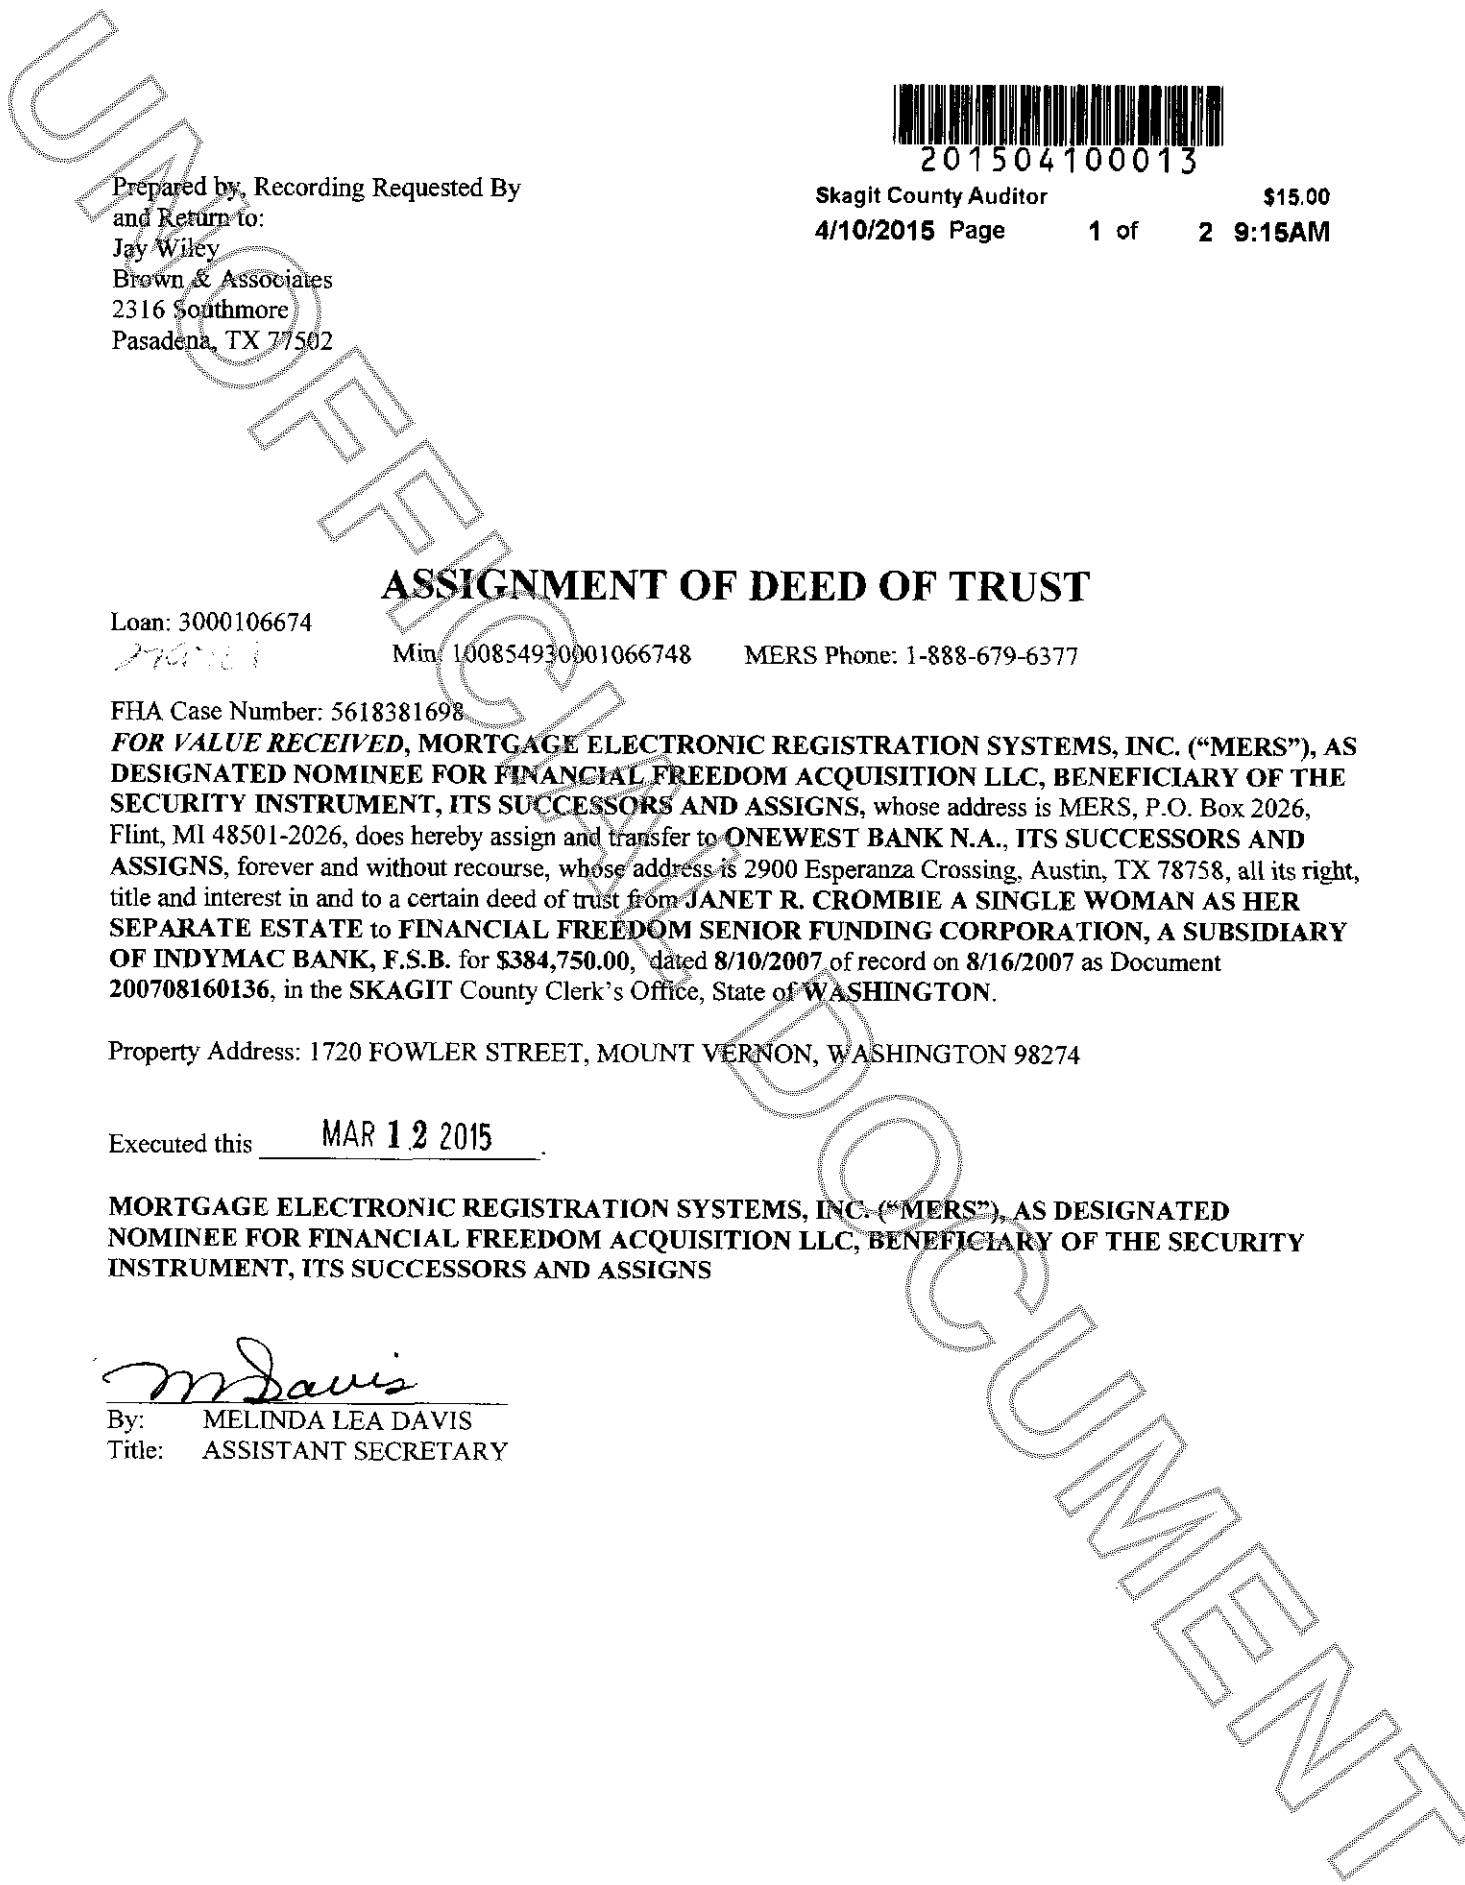 201504100013
Skagit County Auditor $15.00
4/10/2015 Page 1 of 2 9:15AM
Prepared by, Recording Requested By
and Return to:
Jay Wiley
Brown & Associates
2316 Southmore
Pasadena, TX 77502
ASSIGNMENT OF DEED OF TRUST
Loan: 3000106674
Min: 100854930001066748 MERS Phone: 1-888-679-6377
FHA Case Number: 5618381698
FOR VALUE RECEIVED, MORTGAGE ELECTRONIC REGISTRATION SYSTEMS, INC. (“MERS”), AS
DESIGNATED NOMINEE FOR FINANCIAL FREEDOM ACQUISITION LLC, BENEFICIARY OF THE
SECURITY INSTRUMENT, ITS SUCCESSORS AND ASSIGNS, whose address is MERS, P.O. Box 2026,
Flint, MI 48501-2026, does hereby assign and transfer to ONEWEST BANK N.A., ITS SUCCESSORS AND
ASSIGNS, forever and without recourse, whose address is 2900 Esperanza Crossing, Austin, TX 78758, all its right,
title and interest in and to a certain deed of trust from JANET R. CROMBIE A SINGLE WOMAN AS HER
SEPARATE ESTATE to FINANCIAL FREEDOM SENIOR FUNDING CORPORATION, A SUBSIDIARY
OF INDYMAC BANK, F.S.B. for $384,750.00, dated 8/10/2007 of record on 8/16/2007 as Document
200708160136, in the SKAGIT County Clerk’s Office, State of WASHINGTON.
Property Address: 1720 FOWLER STREET, MOUNT VERNON, WASHINGTON 98274
Executed this MAR 12 2015.
MORTGAGE ELECTRONIC REGISTRATION SYSTEMS, INC. (“MERS”), AS DESIGNATED
NOMINEE FOR FINANCIAL FREEDOM ACQUISITION LLC, BENEFICIARY OF THE SECURITY
INSTRUMENT, ITS SUCCESSORS AND ASSIGNS
M Davis
By: MELINDA LEA DAVIS
Title: ASSISTANT SECRETARY
UNOFFICIAL DOCUMENT